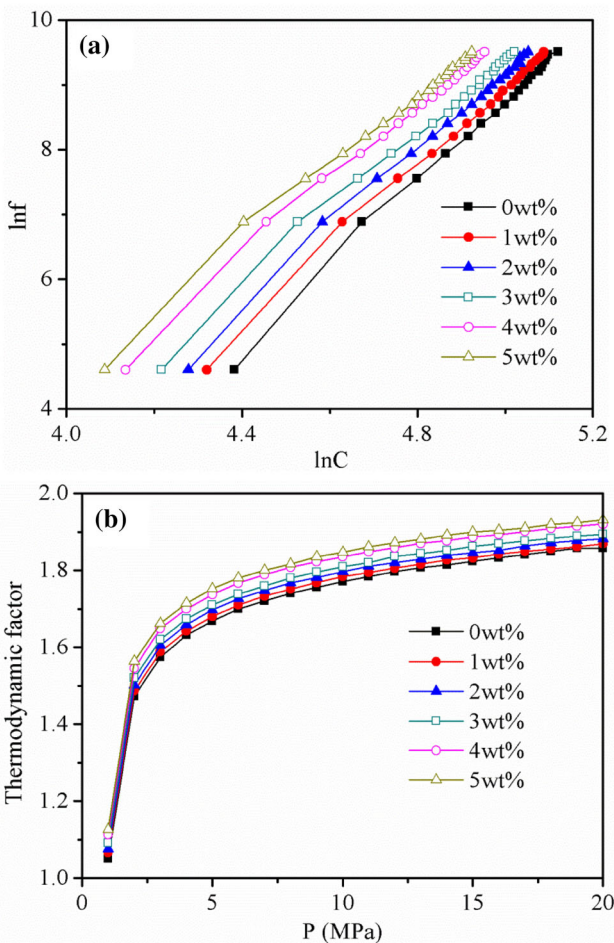 (a)
10
8
6
4
lnf
4.0 4.4 4.8 5.2
lnC
0wt%
1wt%
2wt%
3wt%
4wt%
5wt%
(b)
2.0
1.8
1.6
1.4
1.2
1.0
Thermodynamic factor
0 5 10 15 20
P (MPa)
0wt%
1wt%
2wt%
3wt%
4wt%
5wt%